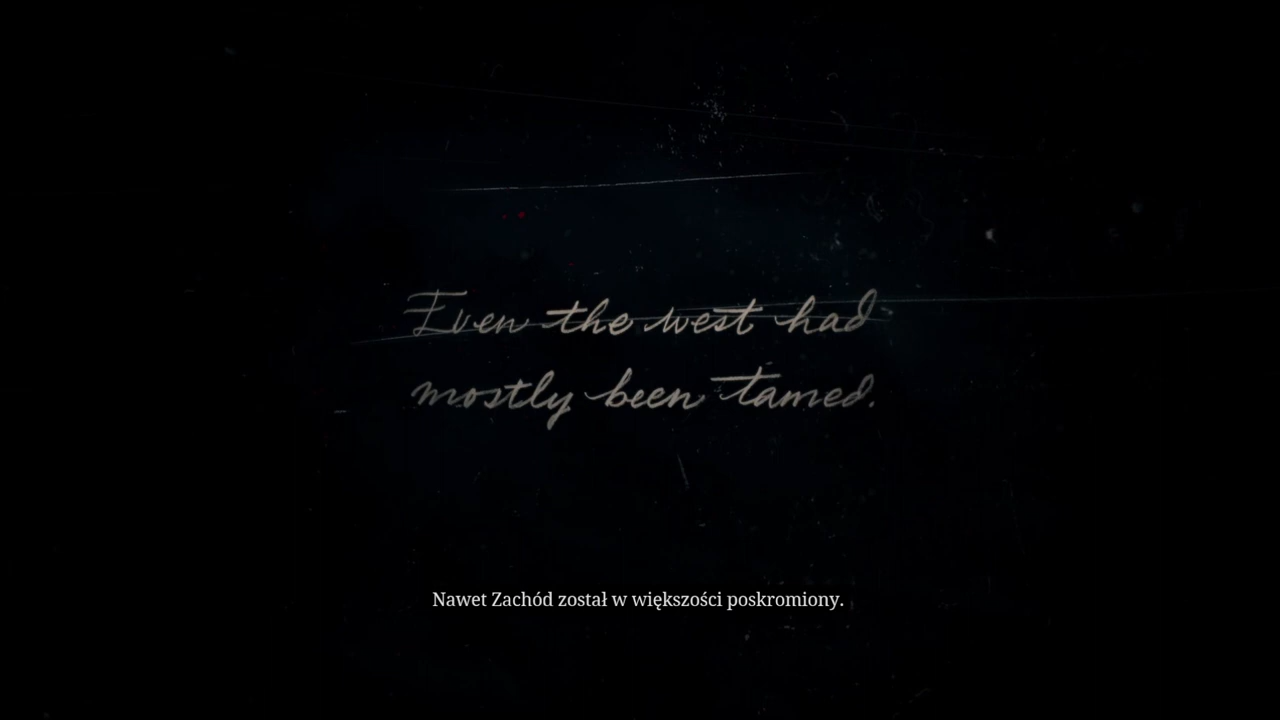 Even the west had
mostly been tamed.
Nawet Zachód został w większości poskromiony.